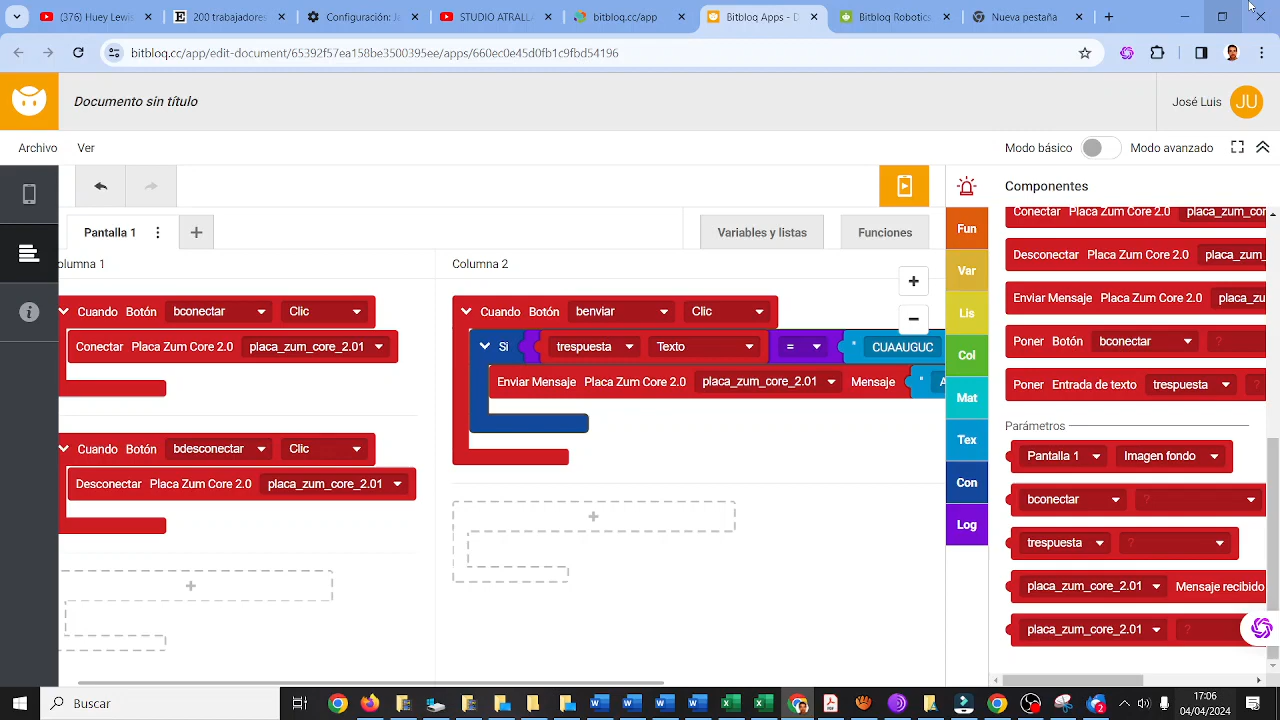 (376) Huey Lewis
200 trabajadores
Configuración: J
STUDIO ATRALL
bitbloq.cc/app
Bitbloq Apps - D
Bitbloq Robotics
Nueva pestaña
bitbloq.cc/app/edit-document/65392f57ea158be3500395ee/apps/660ec0e45d0fb1c9fbd54196
Documento sin título
José Luis JU
Archivo Ver
Modo básico Modo avanzado
Componentes
Pantalla 1
Variables y listas
Funciones
olumna 1
Columna 2
Cuando Botón bconectar Clic
Conectar Placa Zum Core 2.0 placa_zum_core_2.01
Cuando Botón bdesconectar Clic
Desconectar Placa Zum Core 2.0 placa_zum_core_2.01
Cuando Botón benviar Clic
Si trespuesta Texto = " CUAAUGUC
Enviar Mensaje Placa Zum Core 2.0 placa_zum_core_2.01 Mensaje " A
Fun
Var
Lis
Col
Mat
Tex
Con
Log
Conectar Placa Zum Core 2.0 placa_zum_cor
Desconectar Placa Zum Core 2.0 placa_zum_
Enviar Mensaje Placa Zum Core 2.0 placa_zu
Poner Botón bconectar ?
Poner Entrada de texto trespuesta ?
Parámetros
Pantalla 1 Imagen fondo
bconectar ?
trespuesta ?
placa_zum_core_2.01 Mensaje recibido
placa_zum_core_2.01 ?
Buscar
17:06
04/04/2024